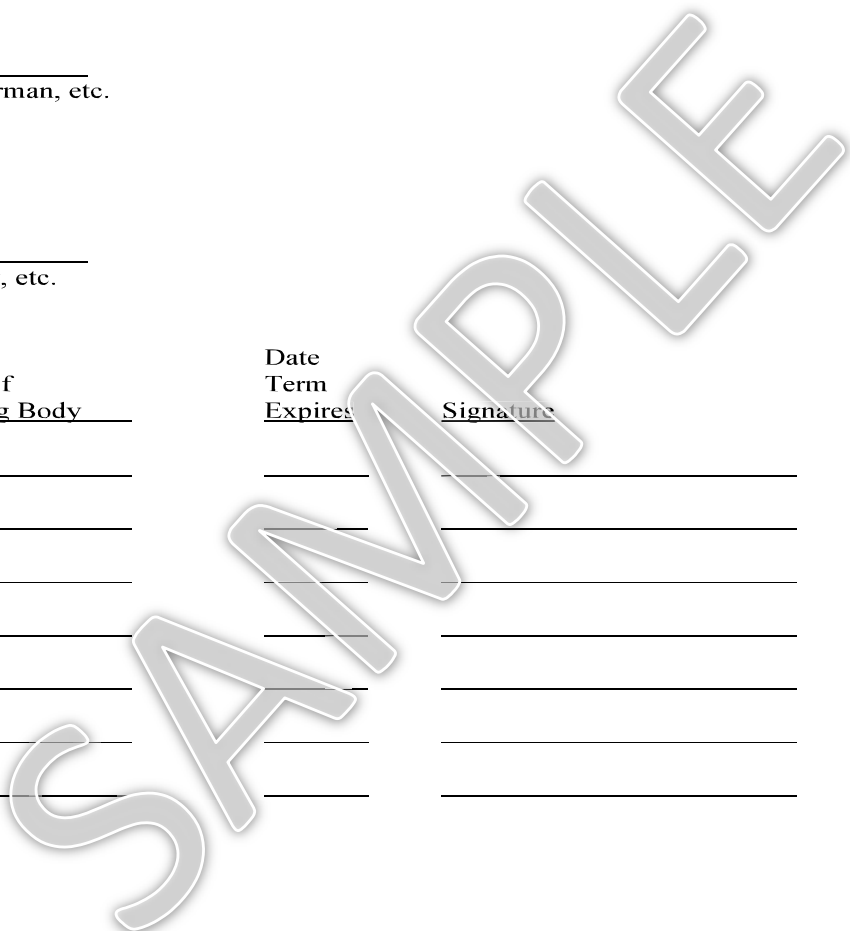 rman, etc.
, etc.
Date
f Term
g Body Expires Signature
SAMPLE